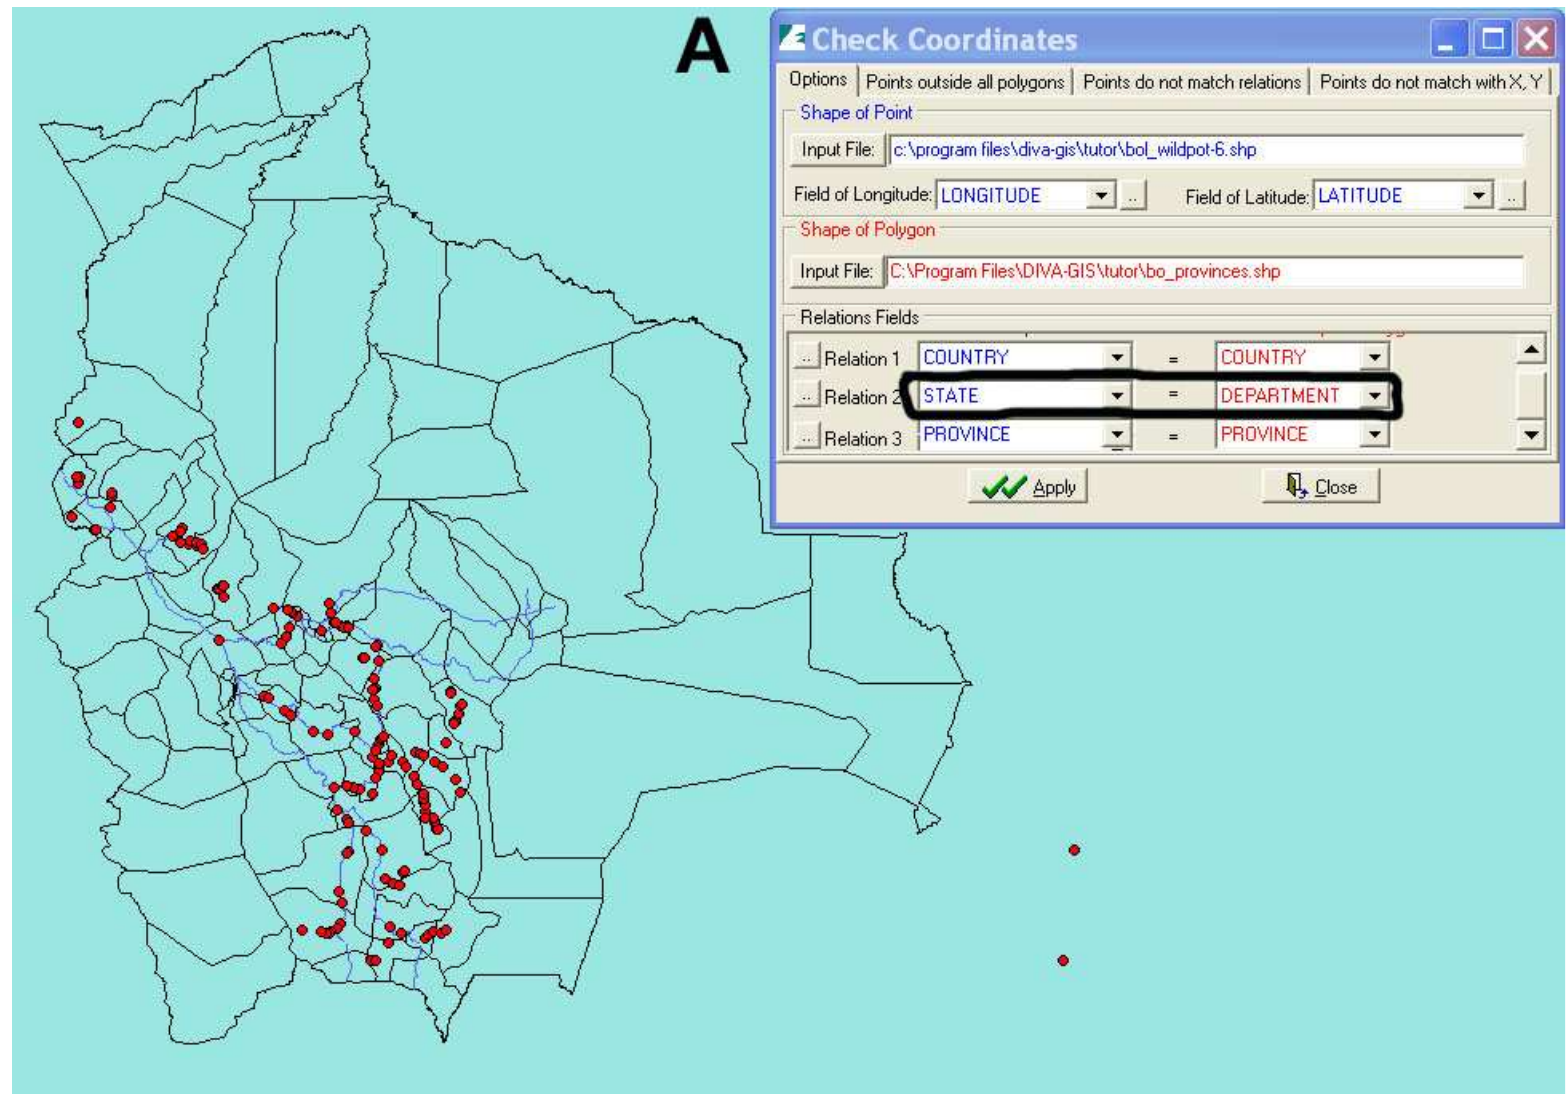 A
Check Coordinates
Options Points outside all polygons Points do not match relations Points do not match with X, Y
Shape of Point
Input File: c:\program files\diva-gis\tutor\bol_wildpot-6.shp
Field of Longitude: LONGITUDE .. Field of Latitude: LATITUDE ..
Shape of Polygon
Input File: C:\Program Files\DIVA-GIS\tutor\bo_provinces.shp
Relations Fields
.. Relation 1 COUNTRY = COUNTRY
.. Relation 2 STATE = DEPARTMENT
.. Relation 3 PROVINCE = PROVINCE
Apply Close